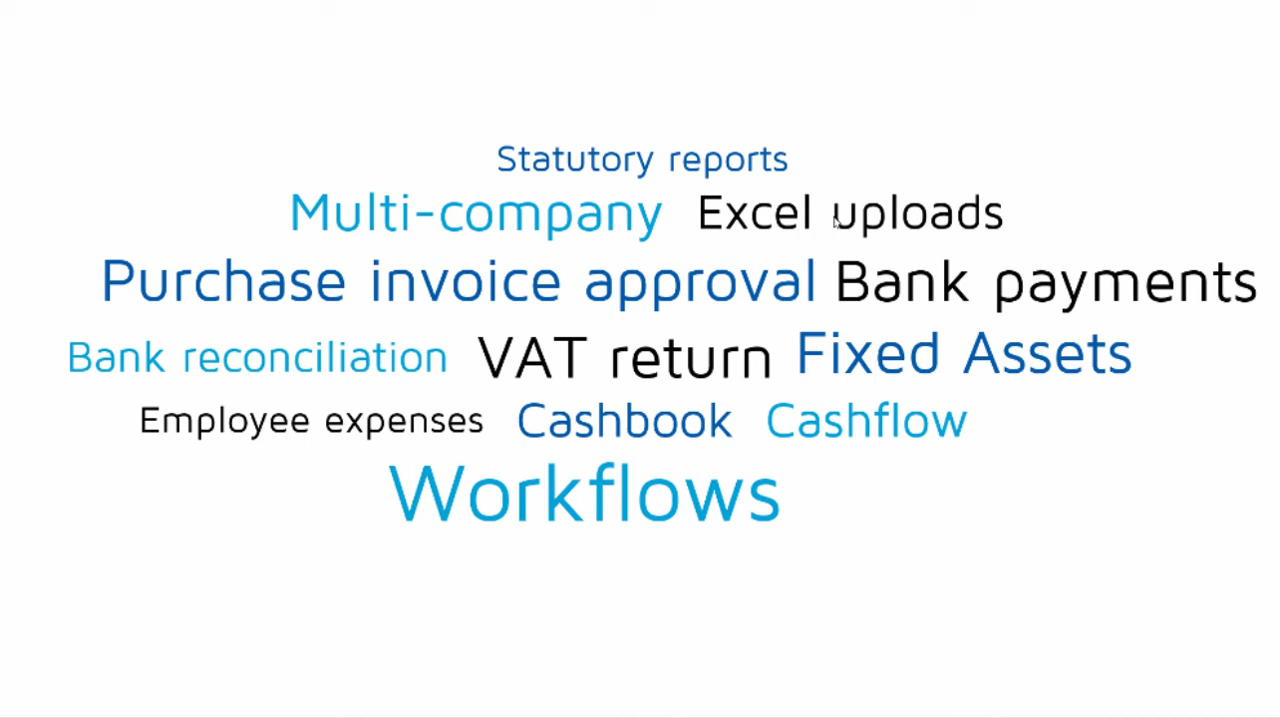 Statutory reports
Multi-company Excel uploads
Purchase invoice approval Bank payments
Bank reconciliation VAT return Fixed Assets
Employee expenses Cashbook Cashflow
Workflows